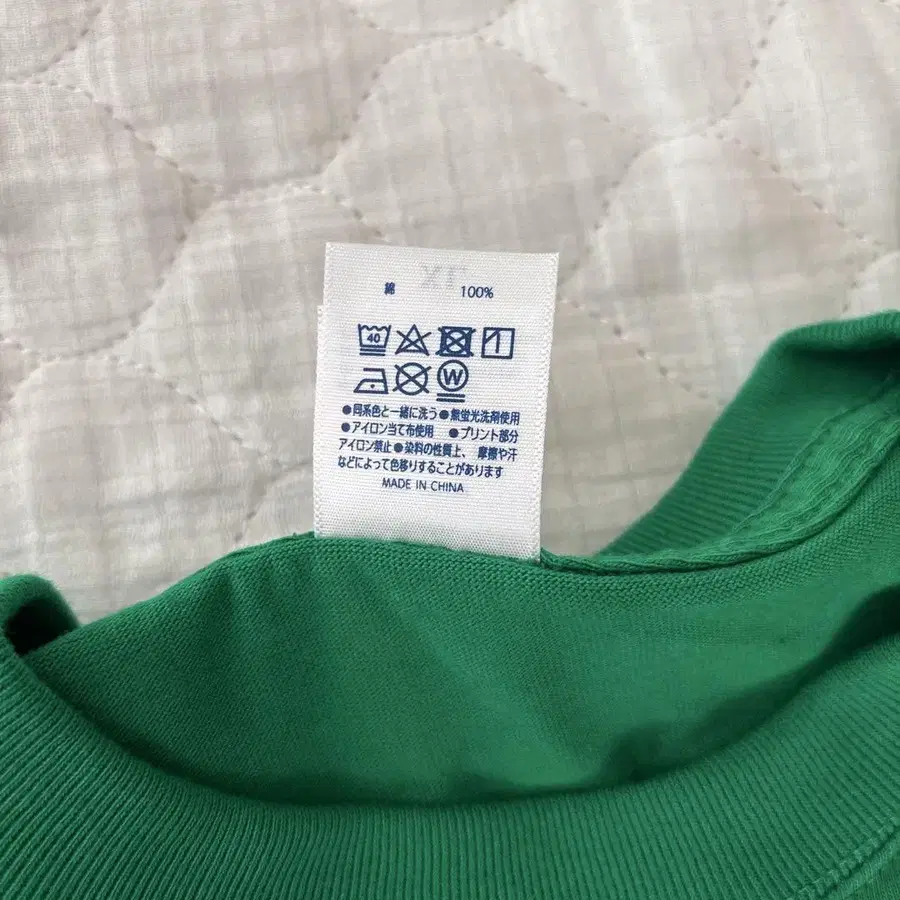 XL
綿 100%
40
W
●同系色と一緒に洗う●無蛍光洗剤使用
●アイロン当て布使用 ●プリント部分
アイロン禁止●染料の性質上、摩擦や汗
などによって色移りすることがあります
MADE IN CHINA